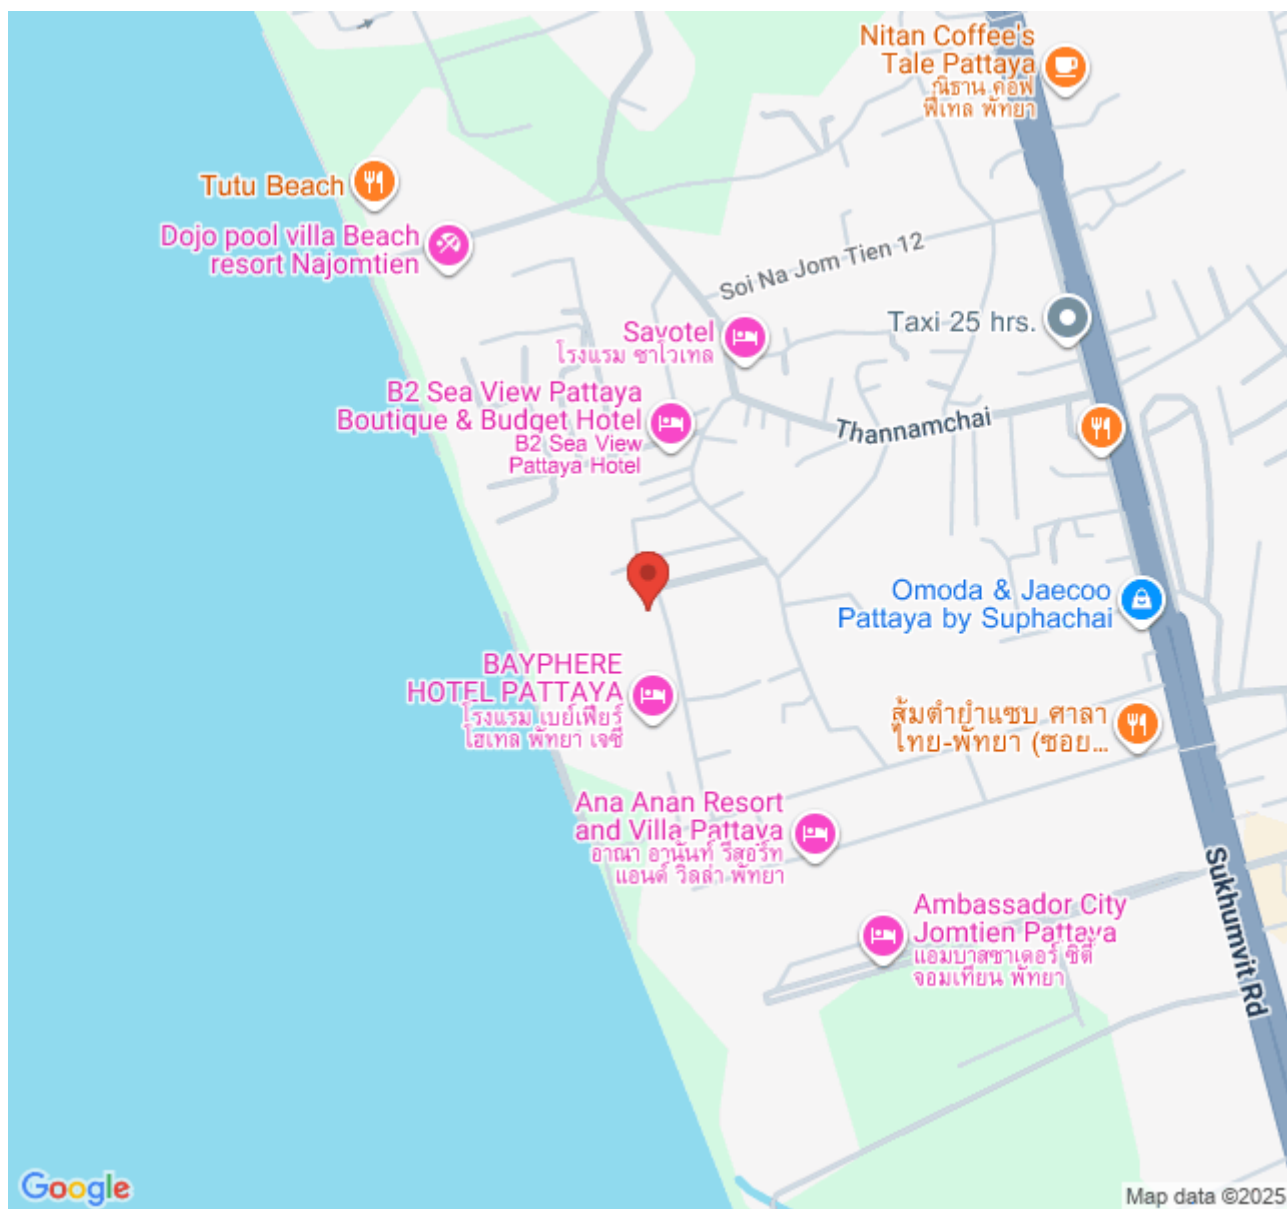 Nitan Coffee's
Tale Pattaya
ณิธาน คอฟ
ฟี่เทล พัทยา
Tutu Beach
Dojo pool villa Beach
resort Najomtien
Soi Na Jom Tien 12
Taxi 25 hrs.
Savotel
โรงแรม ซาโวเทล
B2 Sea View Pattaya
Boutique & Budget Hotel
B2 Sea View
Pattaya Hotel
Thannamchai
Omoda & Jaecoo
Pattaya by Suphachai
BAYPHERE
HOTEL PATTAYA
โรงแรม เบย์เฟียร์
โฮเทล พัทยา เจซี
ส้มตำยำแซบ ศาลา
ไทย-พัทยา (ซอย...
Ana Anan Resort
and Villa Pattaya
อาณา อานันท์ รีสอร์ท
แอนด์ วิลล่า พัทยา
Ambassador City
Jomtien Pattaya
แอมบาสซาเดอร์ ซิตี้
จอมเทียน พัทยา
Sukhumvit Rd
Google
Map data ©2025